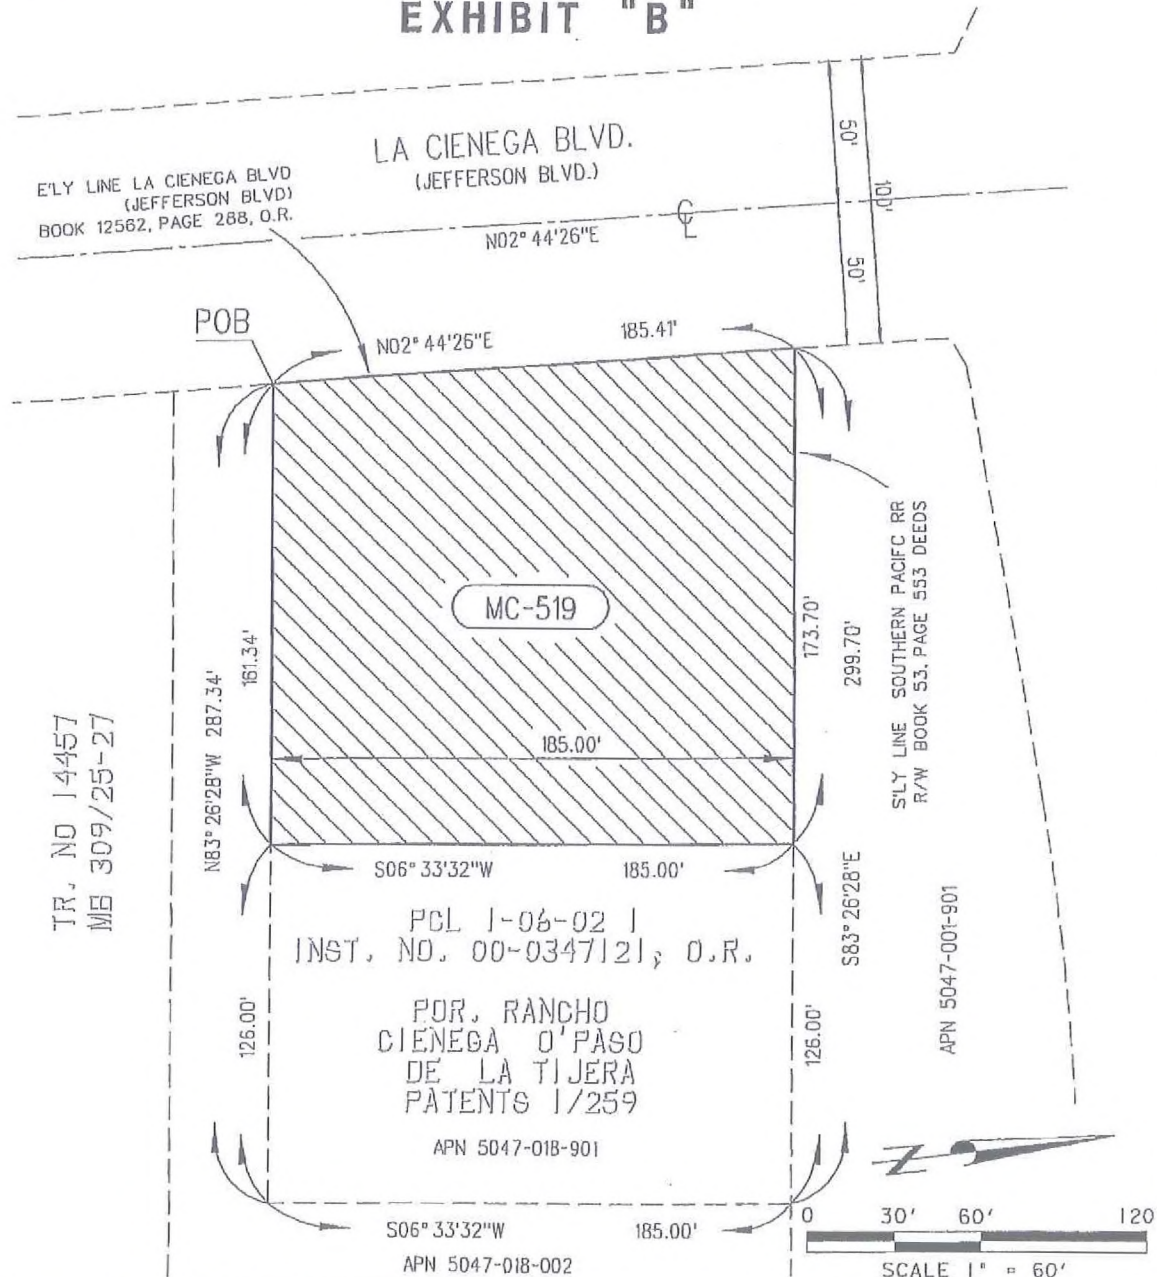 EXHIBIT "B"
LA CIENEGA BLVD.
(JEFFERSON BLVD.)
E'LY LINE LA CIENEGA BLVD
(JEFFERSON BLVD)
BOOK 12562, PAGE 288, O.R.
50'
100'
50'
N02° 44'26"E
CL
POB
N02° 44'26"E
185.41'
MC-519
185.00'
161.34'
N83° 26'28"W 287.34'
173.70'
299.70'
S'LY LINE SOUTHERN PACIFC RR
R/W BOOK 53, PAGE 553 DEEDS
TR. NO 14457
MB 309/25-27
S06° 33'32"W
185.00'
S83° 26'28"E
APN 5047-001-901
PCL 1-06-02 1
INST. NO. 00-0347121; O.R.
POR. RANCHO
CIENEGA O'PASO
DE LA TIJERA
PATENTS 1/259
126.00'
126.00'
APN 5047-018-901
N
S06° 33'32"W
185.00'
APN 5047-018-002
0 30' 60' 120
SCALE 1" = 60'